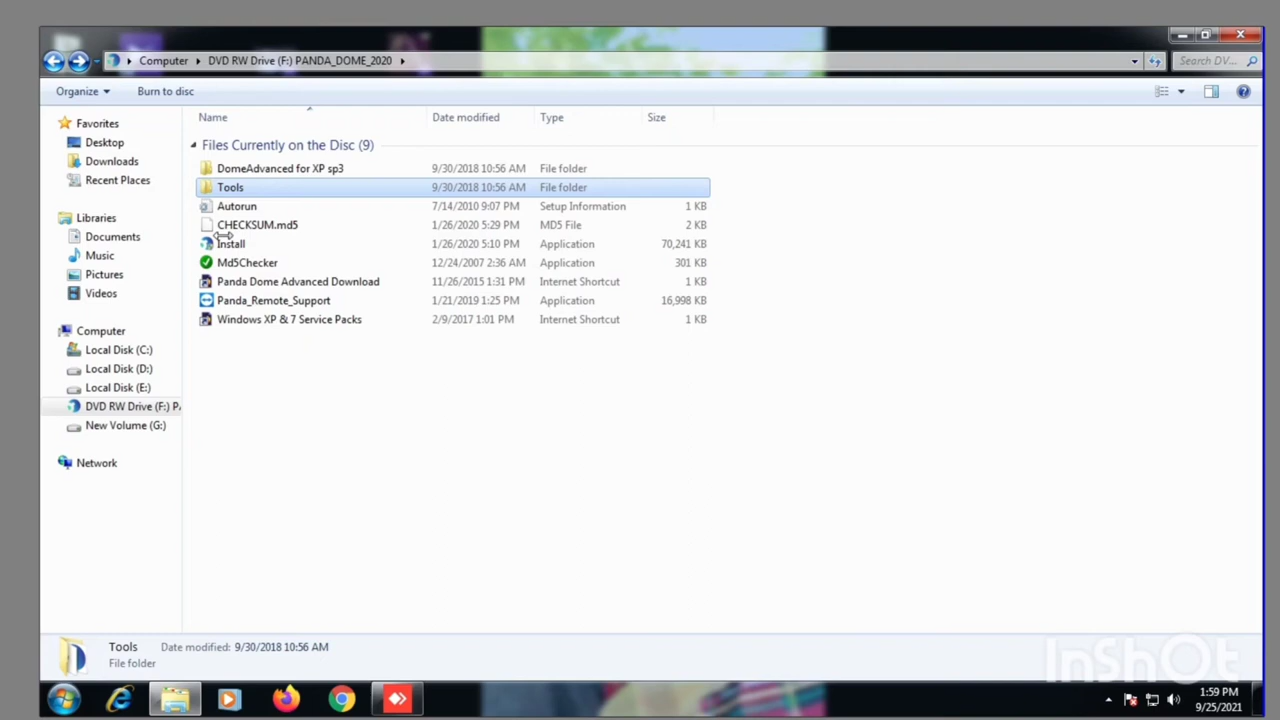 Computer DVD RW Drive (F:) PANDA_DOME_2020 Search DV...
Organize Burn to disc
Name Date modified Type Size
Favorites
Desktop
Downloads
Recent Places
Libraries
Documents
Music
Pictures
Videos
Computer
Local Disk (C:)
Local Disk (D:)
Local Disk (E:)
DVD RW Drive (F:) P
New Volume (G:)
Network
Files Currently on the Disc (9)
DomeAdvanced for XP sp3 9/30/2018 10:56 AM File folder
Tools 9/30/2018 10:56 AM File folder
Autorun 7/14/2010 9:07 PM Setup Information 1 KB
CHECKSUM.md5 1/26/2020 5:29 PM MD5 File 2 KB
Install 1/26/2020 5:10 PM Application 70,241 KB
Md5Checker 12/24/2007 2:36 AM Application 301 KB
Panda Dome Advanced Download 11/26/2015 1:31 PM Internet Shortcut 1 KB
Panda_Remote_Support 1/21/2019 1:25 PM Application 16,998 KB
Windows XP & 7 Service Packs 2/9/2017 1:01 PM Internet Shortcut 1 KB
Tools Date modified: 9/30/2018 10:56 AM
File folder
InShOt
1:59 PM
9/25/2021